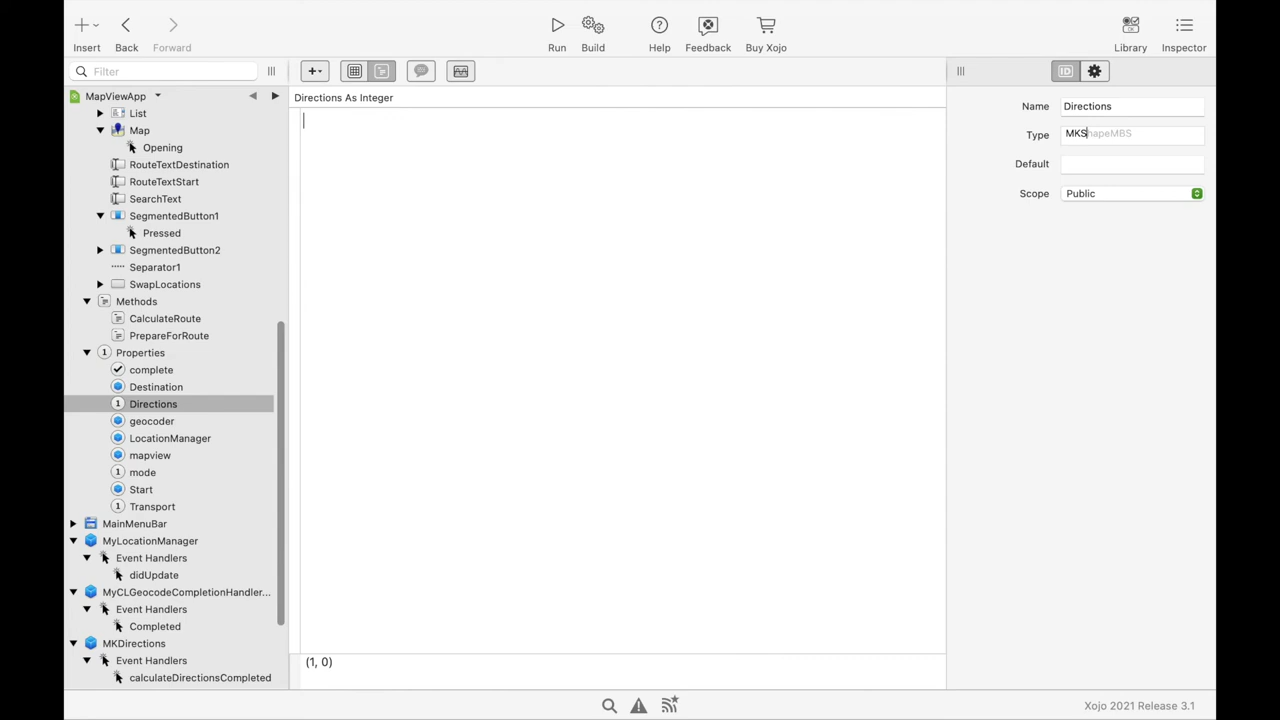 Insert
Back
Forward
Run
Build
Help
Feedback
Buy Xojo
Library
Inspector
Filter
ID
MapViewApp
Directions As Integer
List
Map
Opening
RouteTextDestination
RouteTextStart
SearchText
SegmentedButton1
Pressed
SegmentedButton2
Separator1
SwapLocations
Methods
CalculateRoute
PrepareForRoute
Properties
complete
Destination
Directions
geocoder
LocationManager
mapview
mode
Start
Transport
MainMenuBar
MyLocationManager
Event Handlers
didUpdate
MyCLGeocodeCompletionHandler...
Event Handlers
Completed
MKDirections
Event Handlers
calculateDirectionsCompleted
Name Directions
Type MKShapeMBS
Default
Scope Public
(1, 0)
Xojo 2021 Release 3.1